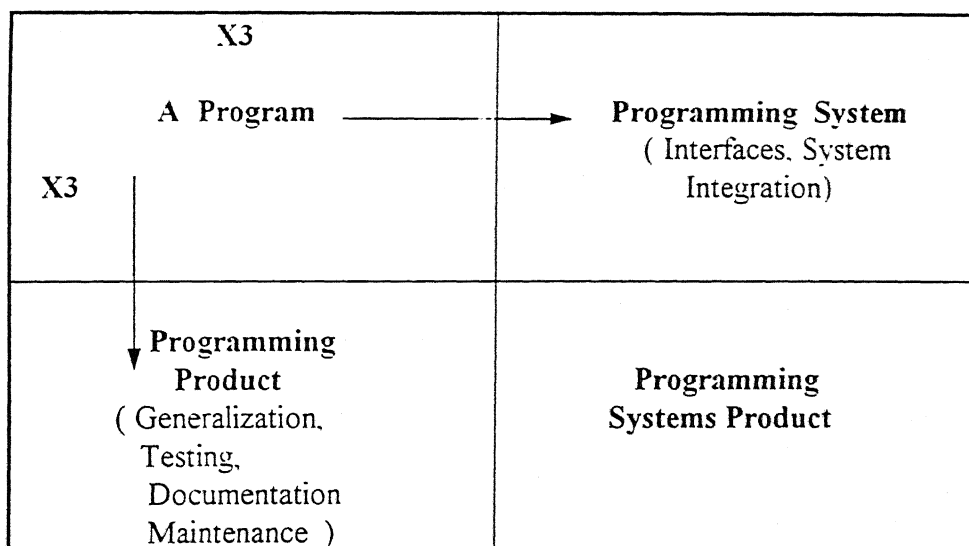 X3
A Program
Programming System
( Interfaces, System
Integration)
X3
Programming
Product
( Generalization,
Testing,
Documentation
Maintenance )
Programming
Systems Product